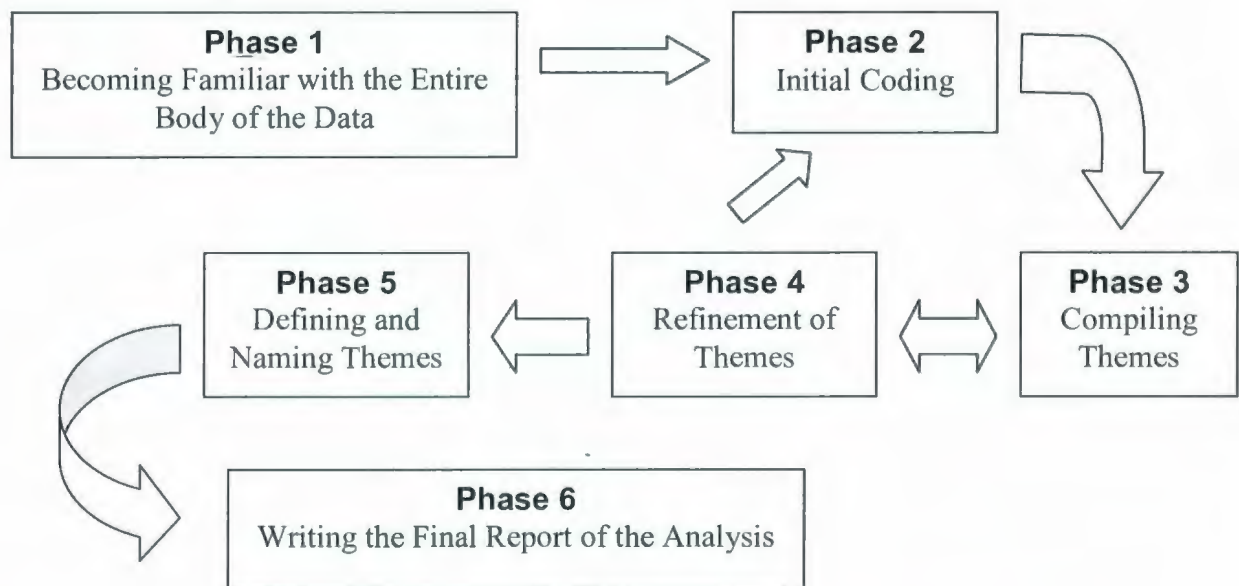 Phase 1
Becoming Familiar with the Entire
Body of the Data
Phase 2
Initial Coding
Phase 3
Compiling
Themes
Phase 4
Refinement of
Themes
Phase 5
Defining and
Naming Themes
Phase 6
Writing the Final Report of the Analysis